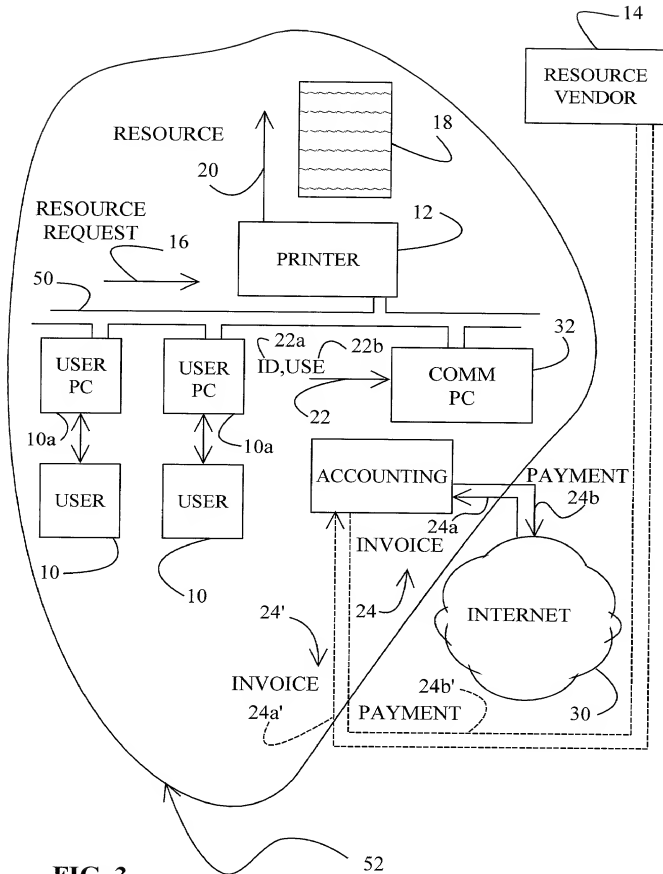 14
RESOURCE
VENDOR
RESOURCE
18
20
RESOURCE
REQUEST
12
16
PRINTER
50
22a
22b
32
USER
PC
USER
PC
ID,USE
COMM
PC
22
10a
10a
ACCOUNTING
PAYMENT
24b
24a
USER
USER
INVOICE
10
10
24'
24
INTERNET
INVOICE
24a'
PAYMENT
24b'
30
52